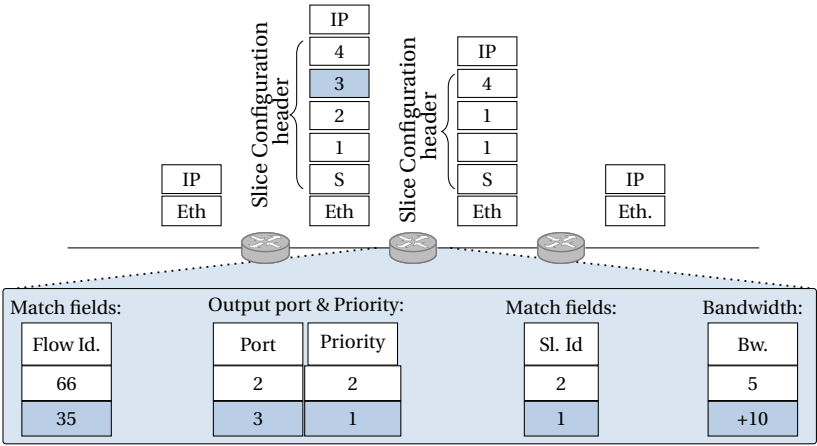 IP
4
3
2
1
S
Eth
Slice Configuration
header
IP
4
1
1
S
Eth
Slice Configuration
header
IP
Eth
IP
Eth.
Match fields:
Flow Id.
66
35
Output port & Priority:
Port Priority
2 2
3 1
Match fields:
Sl. Id
2
1
Bandwidth:
Bw.
5
+10